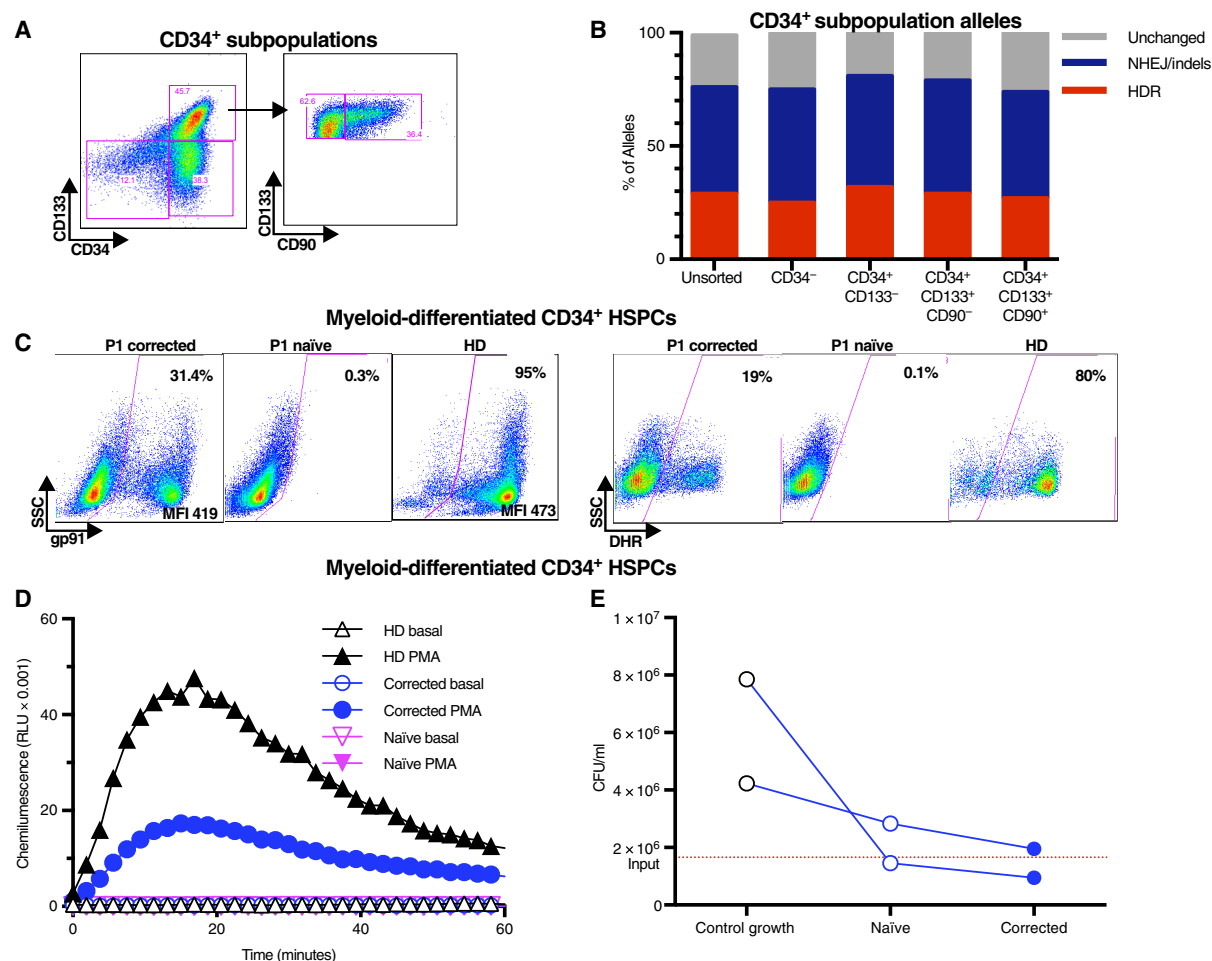 A
CD34⁺ subpopulations
45.7
12.1
38.3
CD133
CD34
62.6
36.4
CD133
CD90
B
CD34⁺ subpopulation alleles
100
50
0
% of Alleles
Unsorted
CD34⁻
CD34⁺
CD133⁻
CD34⁺
CD133⁺
CD90⁻
CD34⁺
CD133⁺
CD90⁺
Unchanged
NHEJ/indels
HDR
Myeloid-differentiated CD34⁺ HSPCs
C
P1 corrected
P1 naïve
HD
31.4%
0.3%
95%
MFI 419
MFI 473
SSC
gp91
P1 corrected
P1 naïve
HD
19%
0.1%
80%
SSC
DHR
Myeloid-differentiated CD34⁺ HSPCs
D
60
40
20
0
Chemilumescence (RLU × 0.001)
0
20
40
60
Time (minutes)
HD basal
HD PMA
Corrected basal
Corrected PMA
Naïve basal
Naïve PMA
E
1 × 10⁷
8 × 10⁶
6 × 10⁶
4 × 10⁶
2 × 10⁶
Input
0
CFU/ml
Control growth
Naïve
Corrected